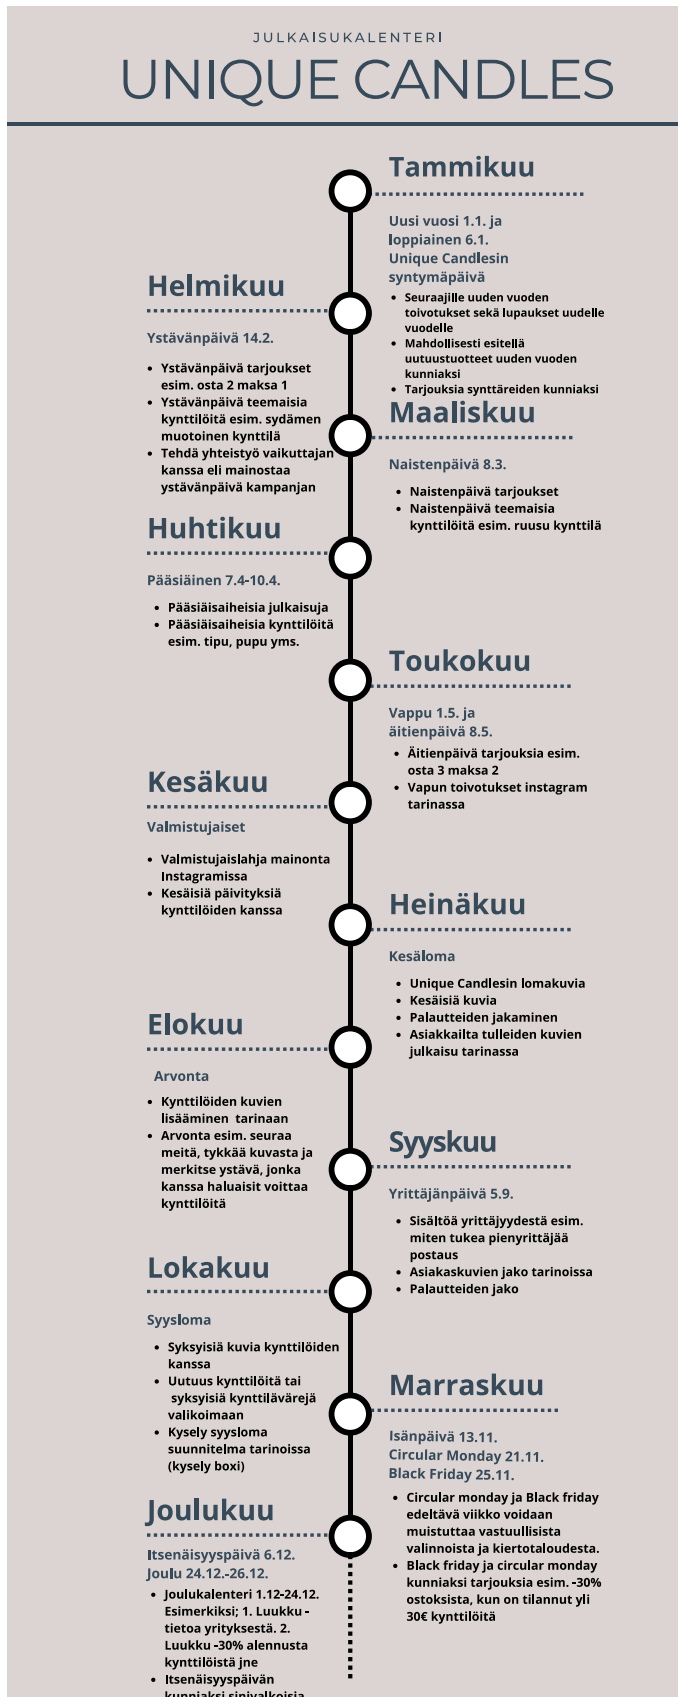 JULKAISUKALENTERI
UNIQUE CANDLES
Tammikuu
Uusi vuosi 1.1. ja
loppiainen 6.1.
Unique Candlesin
syntymäpäivä
• Seuraajille uuden vuoden
toivotukset sekä lupaukset uudelle
vuodelle
• Mahdollisesti esitellä
uutuustuotteet uuden vuoden
kunniaksi
• Tarjouksia synttäreiden kunniaksi
Helmikuu
Ystävänpäivä 14.2.
• Ystävänpäivä tarjoukset
esim. osta 2 maksa 1
• Ystävänpäivä teemaisia
kynttilöitä esim. sydämen
muotoinen kynttilä
• Tehdä yhteistyö vaikuttajan
kanssa eli mainostaa
ystävänpäivä kampanjan
Maaliskuu
Naistenpäivä 8.3.
• Naistenpäivä tarjoukset
• Naistenpäivä teemaisia
kynttilöitä esim. ruusu kynttilä
Huhtikuu
Pääsiäinen 7.4-10.4.
• Pääsiäisaiheisia julkaisuja
• Pääsiäisaiheisia kynttilöitä
esim. tipu, pupu yms.
Toukokuu
Vappu 1.5. ja
äitienpäivä 8.5.
• Äitienpäivä tarjouksia esim.
osta 3 maksa 2
• Vapun toivotukset instagram
tarinassa
Kesäkuu
Valmistujaiset
• Valmistujaislahja mainonta
Instagramissa
• Kesäisiä päivityksiä
kynttilöiden kanssa
Heinäkuu
Kesäloma
• Unique Candlesin lomakuvia
• Kesäisiä kuvia
• Palautteiden jakaminen
• Asiakkailta tulleiden kuvien
julkaisu tarinassa
Elokuu
Arvonta
• Kynttilöiden kuvien
lisääminen tarinaan
• Arvonta esim. seuraa
meitä, tykkää kuvasta ja
merkitse ystävä, jonka
kanssa haluaisit voittaa
kynttilöitä
Syyskuu
Yrittäjänpäivä 5.9.
• Sisältöä yrittäjyydestä esim.
miten tukea pienyrittäjää
postaus
• Asiakaskuvien jako tarinoissa
• Palautteiden jako
Lokakuu
Syysloma
• Syksyisiä kuvia kynttilöiden
kanssa
• Uutuus kynttilöitä tai
syksyisiä kynttilävärejä
valikoimaan
• Kysely syysloma
suunnitelma tarinoissa
(kysely boxi)
Marraskuu
Isänpäivä 13.11.
Circular Monday 21.11.
Black Friday 25.11.
• Circular monday ja Black friday
edeltävä viikko voidaan
muistuttaa vastuullisista
valinnoista ja kiertotaloudesta.
• Black friday ja circular monday
kunniaksi tarjouksia esim. -30%
ostoksista, kun on tilannut yli
30€ kynttilöitä
Joulukuu
Itsenäisyyspäivä 6.12.
Joulu 24.12.-26.12.
• Joulukalenteri 1.12-24.12.
Esimerkiksi; 1. Luukku -
tietoa yrityksestä. 2.
Luukku -30% alennusta
kynttilöistä jne
• Itsenäisyyspäivän
kunniaksi sinivalkoisia